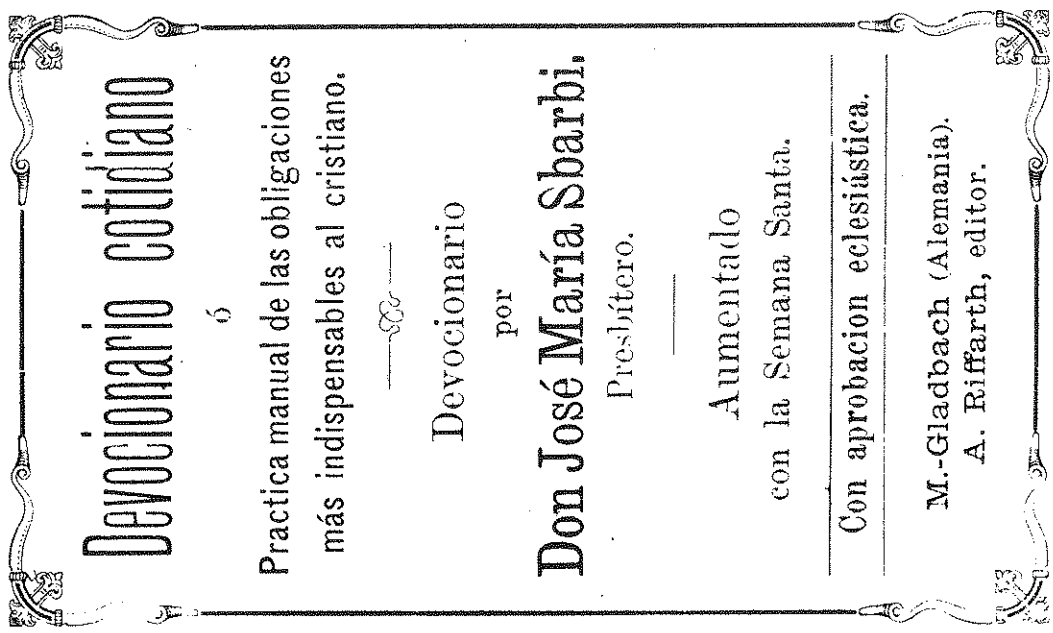 Devocionario cotidiano
ó
Practica manual de las obligaciones
más indispensables al cristiano.
Devocionario
por
Don José María Sbarbi.
Presbítero.
Aumentado
con la Semana Santa.
Con aprobacion eclesiástica.
M.-Gladbach (Alemania).
A. Riffarth, editor.